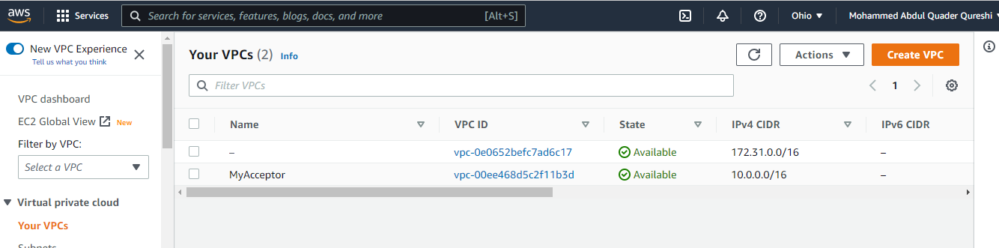 aws Services Search for services, features, blogs, docs, and more [Alt+S] Ohio ▼ Mohammed Abdul Quader Qureshi
New VPC Experience
Tell us what you think
VPC dashboard
EC2 Global View New
Filter by VPC:
Select a VPC
Virtual private cloud
Your VPCs
Subnets
Your VPCs (2) Info
Actions ▼
Create VPC
Filter VPCs
1
Name VPC ID State IPv4 CIDR IPv6 CIDR
– vpc-0e0652befc7ad6c17 Available 172.31.0.0/16 –
MyAcceptor vpc-00ee468d5c2f11b3d Available 10.0.0.0/16 –